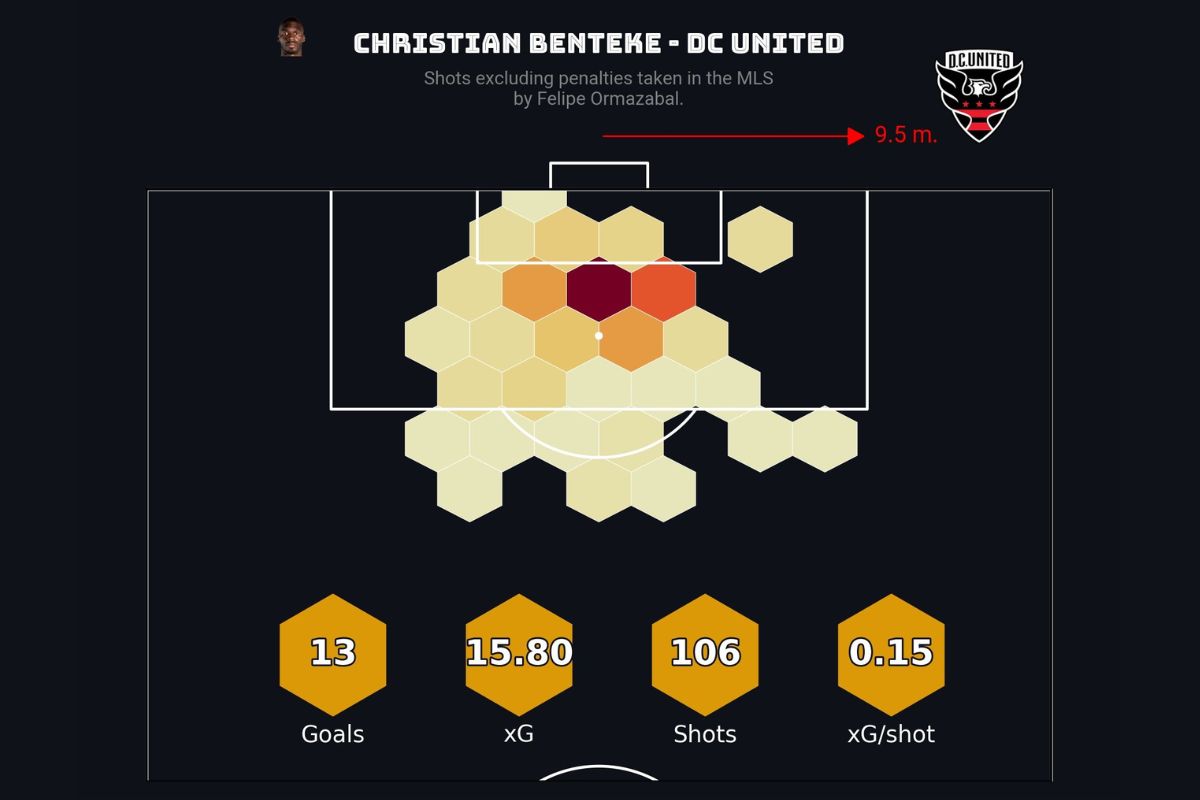 CHRISTIAN BENTEKE - DC UNITED
Shots excluding penalties taken in the MLS
by Felipe Ormazabal.
D.C.UNITED
9.5 m.
13
15.80
106
0.15
Goals
xG
Shots
xG/shot